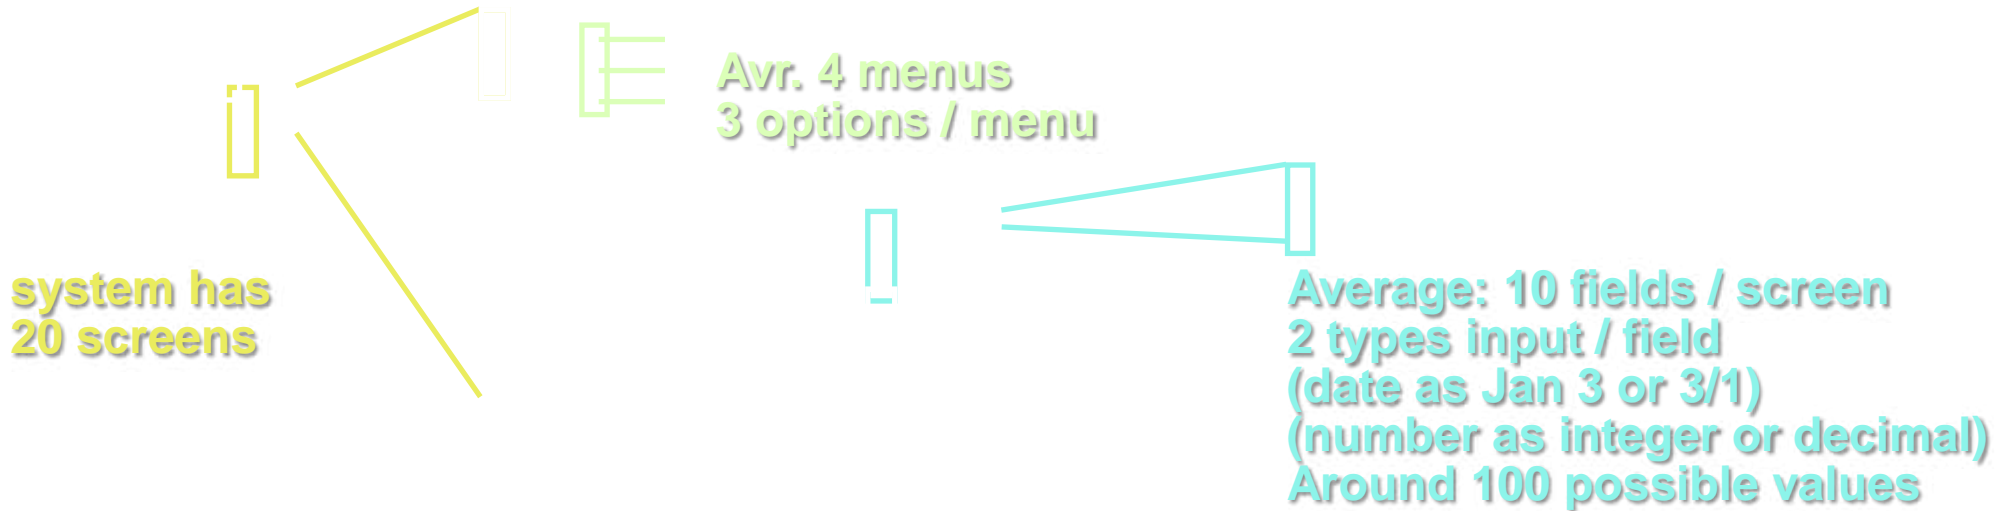 Avr. 4 menus
3 options / menu
system has
20 screens
Average: 10 fields / screen
2 types input / field
(date as Jan 3 or 3/1)
(number as integer or decimal)
Around 100 possible values